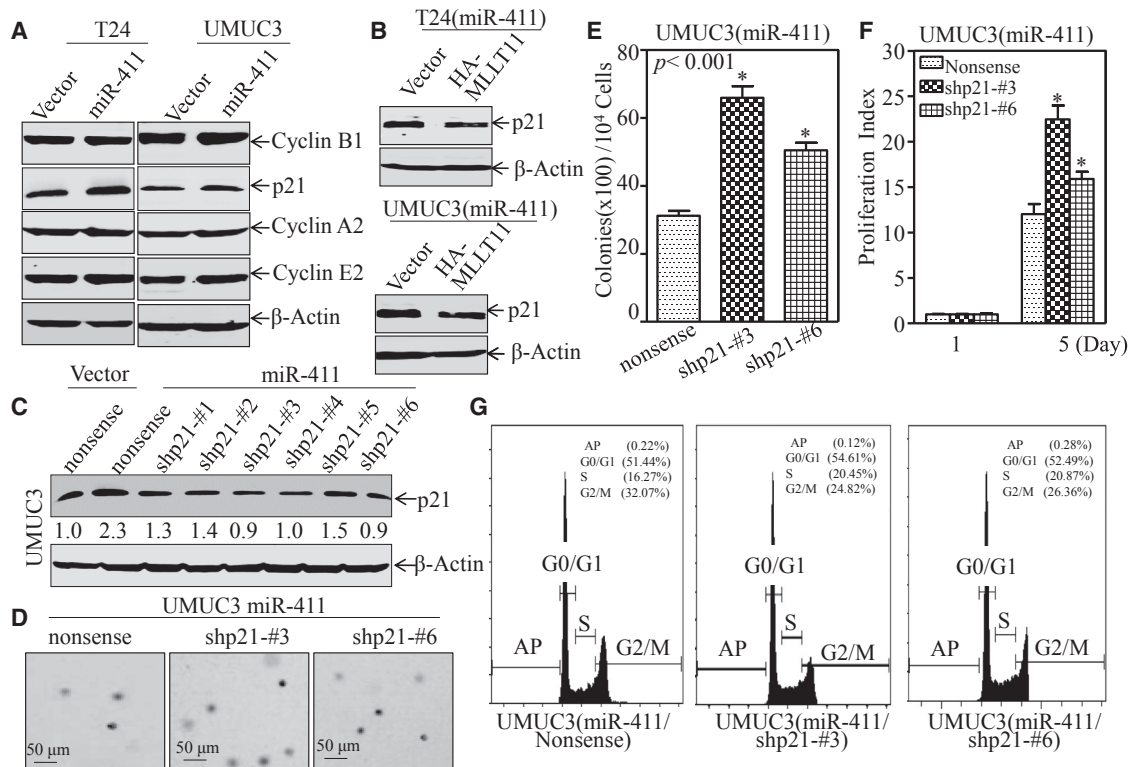 A
T24
UMUC3
Vector
miR-411
Vector
miR-411
Cyclin B1
p21
Cyclin A2
Cyclin E2
β-Actin
B
T24(miR-411)
Vector
HA-
MLLT11
p21
β-Actin
UMUC3(miR-411)
Vector
HA-
MLLT11
p21
β-Actin
C
Vector
miR-411
nonsense
nonsense
shp21-#1
shp21-#2
shp21-#3
shp21-#4
shp21-#5
shp21-#6
UMUC3
p21
1.0 2.3 1.3 1.4 0.9 1.0 1.5 0.9
β-Actin
D
UMUC3 miR-411
nonsense
shp21-#3
shp21-#6
50 μm
50 μm
50 μm
E
UMUC3(miR-411)
p< 0.001
Colonies(x 100) /10⁴ Cells
80
60
40
20
0
*
*
nonsense
shp21-#3
shp21-#6
F
UMUC3(miR-411)
Nonsense
shp21-#3
shp21-#6
Proliferation Index
30
25
20
15
10
5
0
*
*
1
5 (Day)
G
AP (0.22%)
G0/G1 (51.44%)
S (16.27%)
G2/M (32.07%)
G0/G1
S
AP
G2/M
UMUC3(miR-411/
Nonsense)
AP (0.12%)
G0/G1 (54.61%)
S (20.45%)
G2/M (24.82%)
G0/G1
S
AP
G2/M
UMUC3(miR-411/
shp21-#3)
AP (0.28%)
G0/G1 (52.49%)
S (20.87%)
G2/M (26.36%)
G0/G1
S
AP
G2/M
UMUC3(miR-411/
shp21-#6)